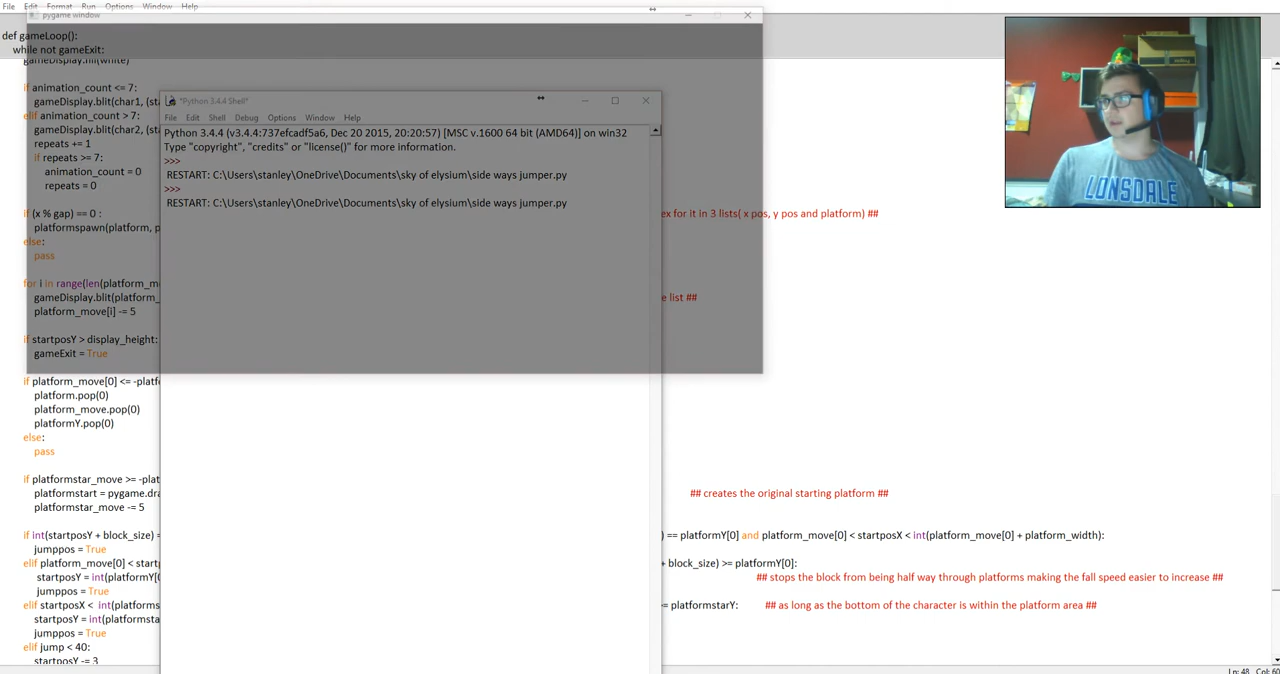 File Edit Format Run Options Window Help
pygame window
def gameLoop():
while not gameExit:
gameDisplay.fill(white)
if animation_count <= 7:
gameDisplay.blit(char1, (sta
elif animation_count > 7:
gameDisplay.blit(char2, (sta
repeats += 1
if repeats >= 7:
animation_count = 0
repeats = 0
if (x % gap) == 0 :
platformspawn(platform, p
else:
pass
for i in range(len(platform_m
gameDisplay.blit(platform_
platform_move[i] -= 5
if startposY > display_height:
gameExit = True
if platform_move[0] <= -platf
platform.pop(0)
platform_move.pop(0)
platformY.pop(0)
else:
pass
if platformstar_move >= -plat
platformstart = pygame.dra
platformstar_move -= 5
if int(startposY + block_size) =
jumppos = True
elif platform_move[0] < startp
startposY = int(platformY[0
jumppos = True
elif startposX < int(platforms
startposY = int(platformsta
jumppos = True
elif jump < 40:
startposY -= 3
*Python 3.4.4 Shell*
File Edit Shell Debug Options Window Help
Python 3.4.4 (v3.4.4:737efcadf5a6, Dec 20 2015, 20:20:57) [MSC v.1600 64 bit (AMD64)] on win32
Type "copyright", "credits" or "license()" for more information.
>>>
RESTART: C:\Users\stanley\OneDrive\Documents\sky of elysium\side ways jumper.py
>>>
RESTART: C:\Users\stanley\OneDrive\Documents\sky of elysium\side ways jumper.py
ex for it in 3 lists( x pos, y pos and platform) ##
e list ##
## creates the original starting platform ##
) == platformY[0] and platform_move[0] < startposX < int(platform_move[0] + platform_width):
+ block_size) >= platformY[0]:
## stops the block from being half way through platforms making the fall speed easier to increase ##
<= platformstarY: ## as long as the bottom of the character is within the platform area ##
LONSDALE
Ln: 48 Col: 60